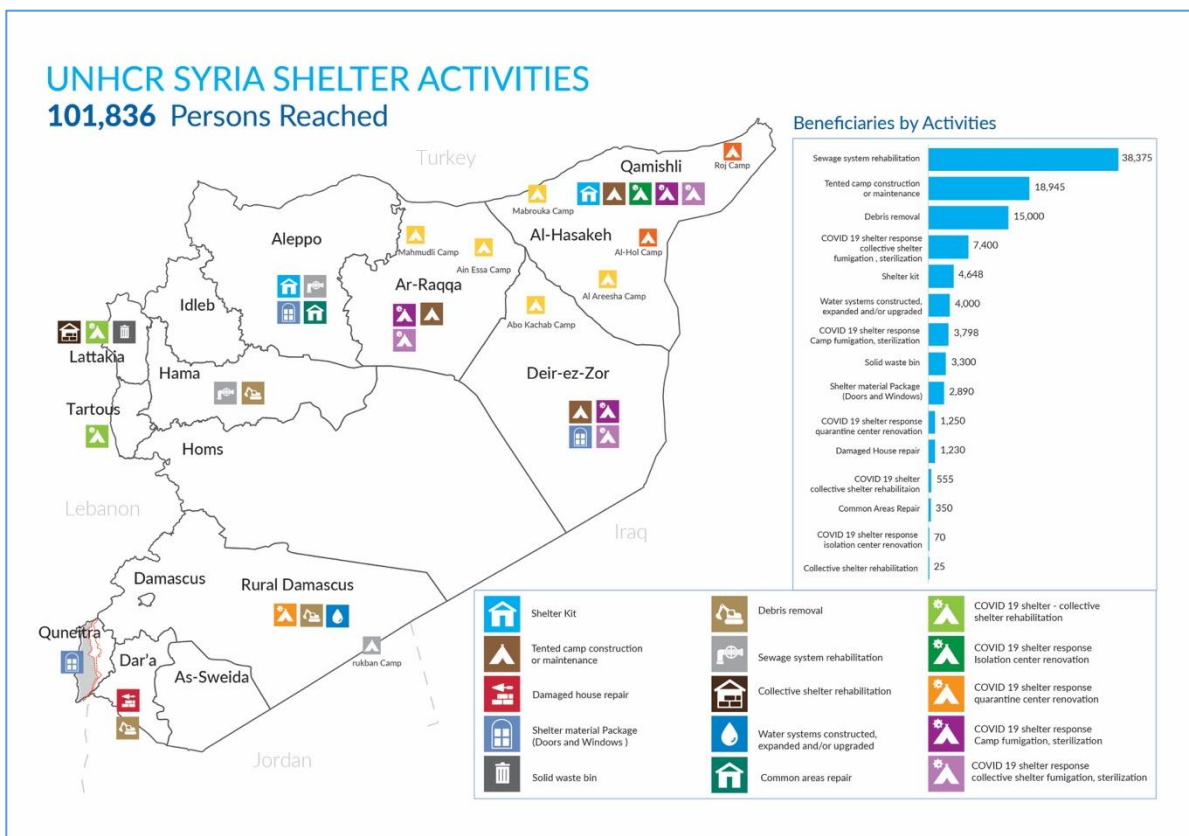 UNHCR SYRIA SHELTER ACTIVITIES
101,836 Persons Reached
Turkey
Qamishli
Roj Camp
Mabrouka Camp
Aleppo
Mahmudli Camp
Al-Hasakeh
Al-Hol Camp
Ain Essa Camp
Idleb
Ar-Raqqa
Al Areesha Camp
Abo Kachab Camp
Lattakia
Hama
Deir-ez-Zor
Tartous
Homs
Lebanon
Iraq
Damascus
Rural Damascus
Quneitra
Dar'a
rukban Camp
As-Sweida
Jordan
Beneficiaries by Activities
Sewage system rehabilitation 38,375
Tented camp construction
or maintenance 18,945
Debris removal 15,000
COVID 19 shelter response
collective shelter
fumigation , sterilization 7,400
Shelter kit 4,648
Water systems constructed,
expanded and/or upgraded 4,000
COVID 19 shelter response
Camp fumigation, sterilization 3,798
Solid waste bin 3,300
Shelter material Package
(Doors and Windows) 2,890
COVID 19 shelter response
quarantine center renovation 1,250
Damaged House repair 1,230
COVID 19 shelter
collective shelter rehabilitaion 555
Common Areas Repair 350
COVID 19 shelter response
isolation center renovation 70
Collective shelter rehabilitation 25
Shelter Kit
Tented camp construction
or maintenance
Damaged house repair
Shelter material Package
(Doors and Windows )
Solid waste bin
Debris removal
Sewage system rehabilitation
Collective shelter rehabilitation
Water systems constructed,
expanded and/or upgraded
Common areas repair
COVID 19 shelter - collective
shelter rehabilitation
COVID 19 shelter response
Isolation center renovation
COVID 19 shelter response
quarantine center renovation
COVID 19 shelter response
Camp fumigation, sterilization
COVID 19 shelter response
collective shelter fumigation, sterilization